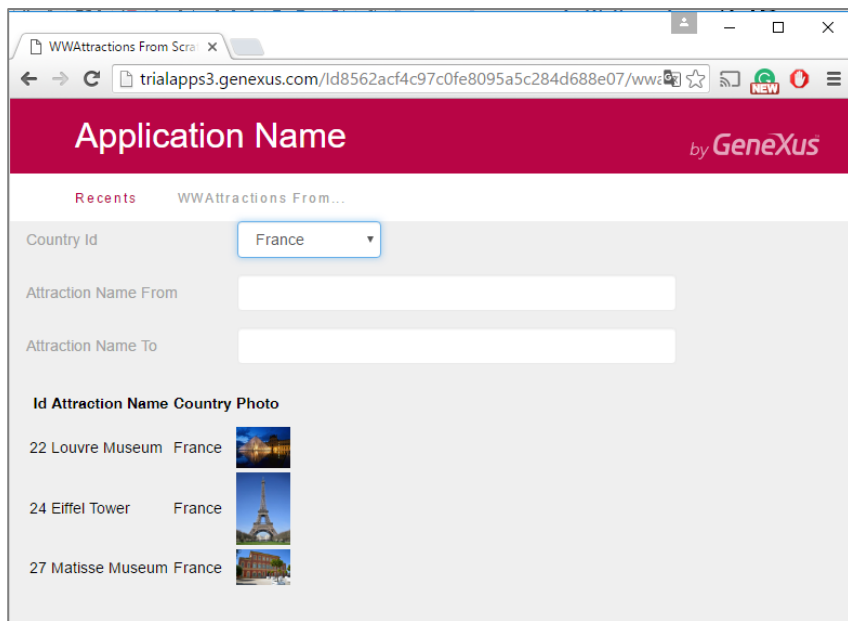 WWAttractions From Scra
trialapps3.genexus.com/Id8562acf4c97c0fe8095a5c284d688e07/wwa
NEW
Application Name
by GeneXus
Recents WWAttractions From...
Country Id France
Attraction Name From
Attraction Name To
Id Attraction Name Country Photo
22 Louvre Museum France
24 Eiffel Tower France
27 Matisse Museum France